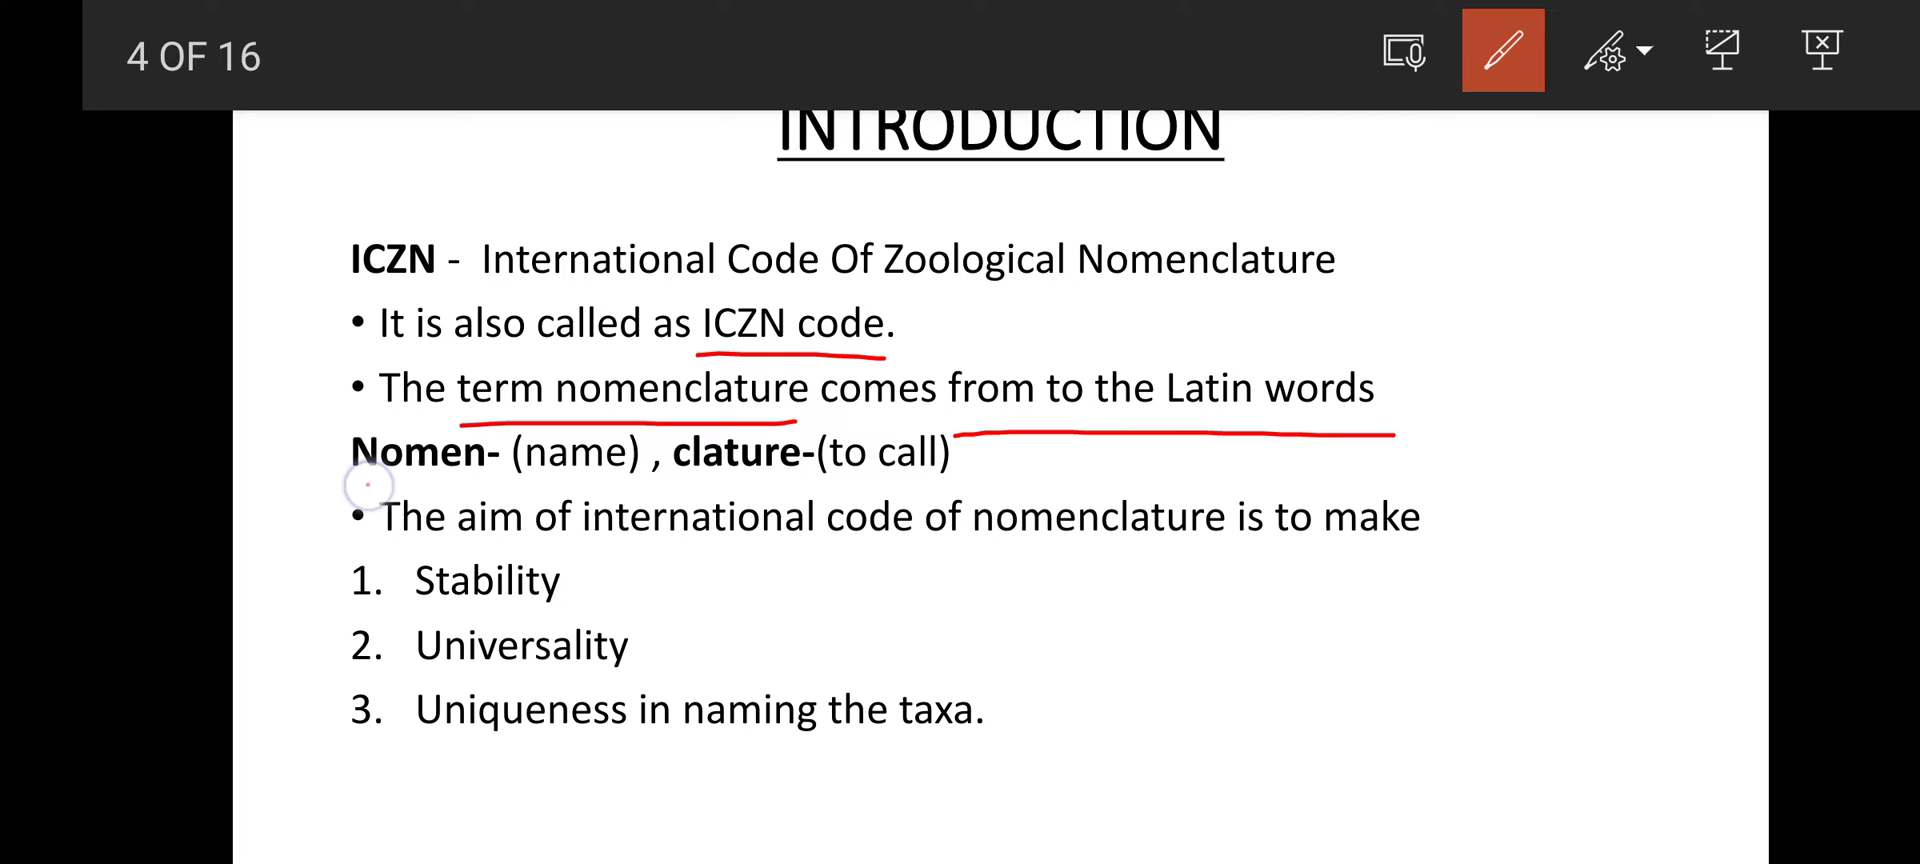 4 OF 16
INTRODUCTION
ICZN - International Code Of Zoological Nomenclature
• It is also called as ICZN code.
• The term nomenclature comes from to the Latin words
Nomen- (name) , clature-(to call)
• The aim of international code of nomenclature is to make
1. Stability
2. Universality
3. Uniqueness in naming the taxa.